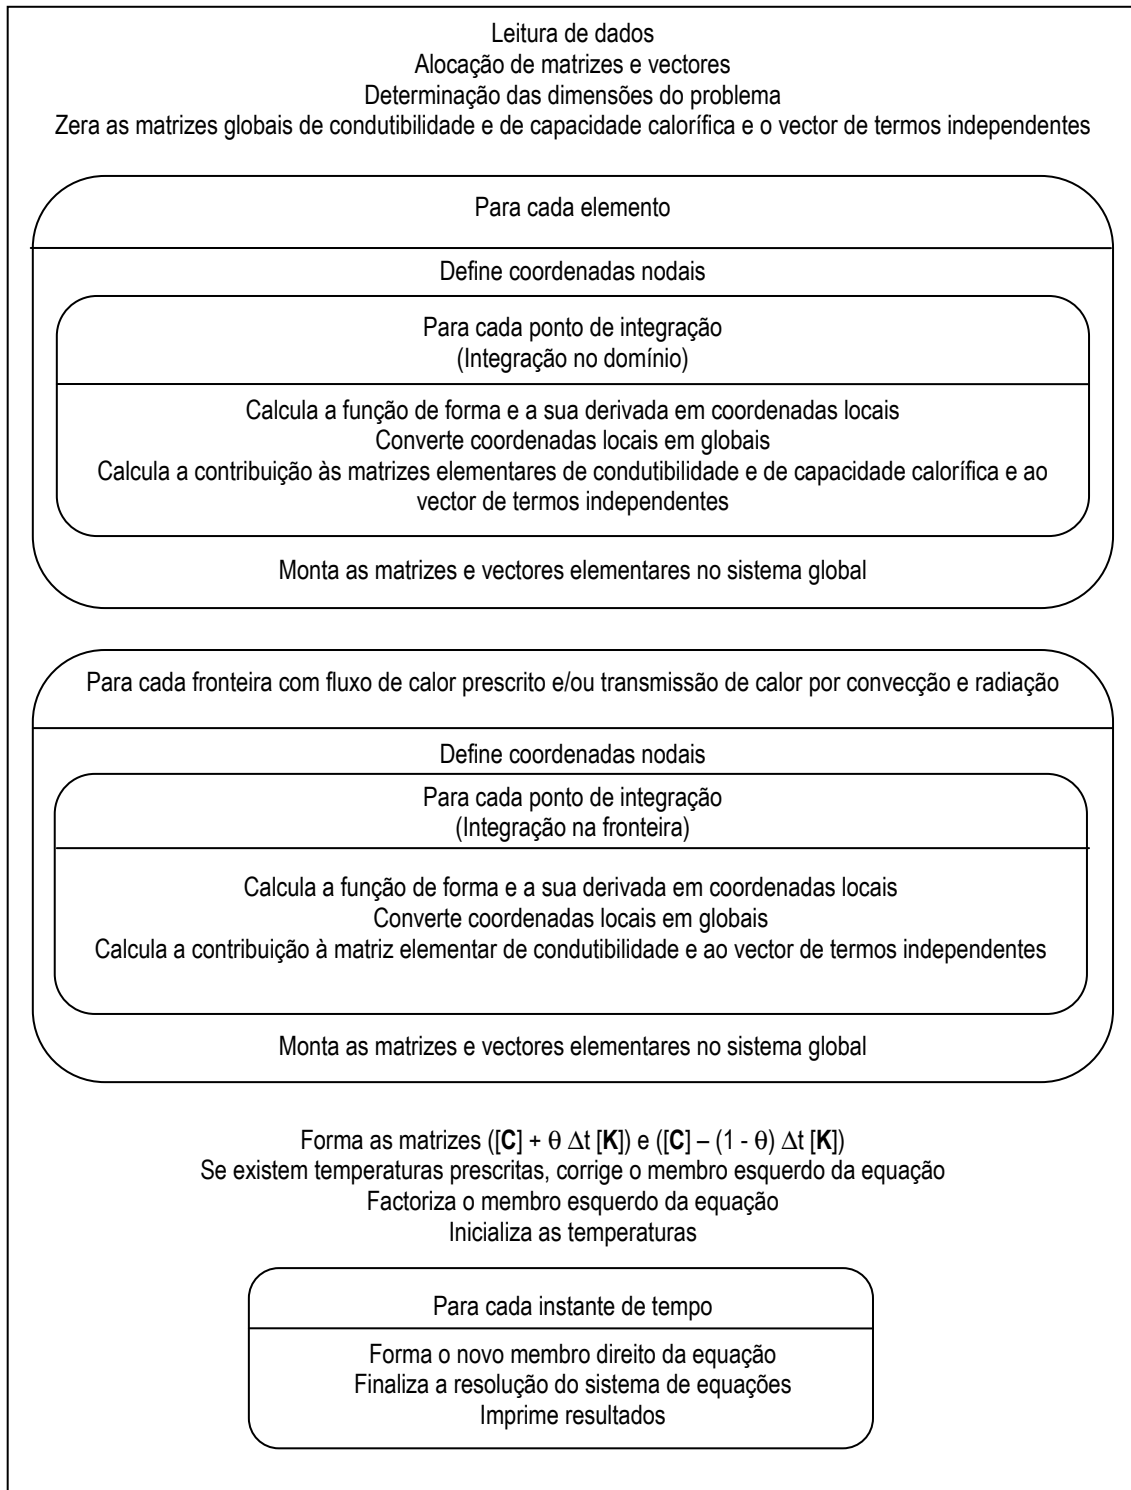 Leitura de dados
Alocação de matrizes e vectores
Determinação das dimensões do problema
Zera as matrizes globais de condutibilidade e de capacidade calorífica e o vector de termos independentes
Para cada elemento
Define coordenadas nodais
Para cada ponto de integração
(Integração no domínio)
Calcula a função de forma e a sua derivada em coordenadas locais
Converte coordenadas locais em globais
Calcula a contribuição às matrizes elementares de condutibilidade e de capacidade calorífica e ao
vector de termos independentes
Monta as matrizes e vectores elementares no sistema global
Para cada fronteira com fluxo de calor prescrito e/ou transmissão de calor por convecção e radiação
Define coordenadas nodais
Para cada ponto de integração
(Integração na fronteira)
Calcula a função de forma e a sua derivada em coordenadas locais
Converte coordenadas locais em globais
Calcula a contribuição à matriz elementar de condutibilidade e ao vector de termos independentes
Monta as matrizes e vectores elementares no sistema global
Forma as matrizes ([C] + θ Δt [K]) e ([C] – (1 - θ) Δt [K])
Se existem temperaturas prescritas, corrige o membro esquerdo da equação
Factoriza o membro esquerdo da equação
Inicializa as temperaturas
Para cada instante de tempo
Forma o novo membro direito da equação
Finaliza a resolução do sistema de equações
Imprime resultados